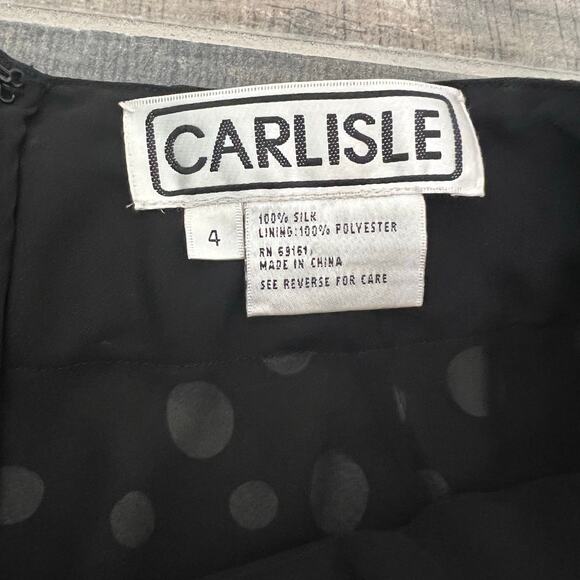 CARLISLE
4
100% SILK
LINING:100% POLYESTER
RN 69161
MADE IN CHINA
SEE REVERSE FOR CARE